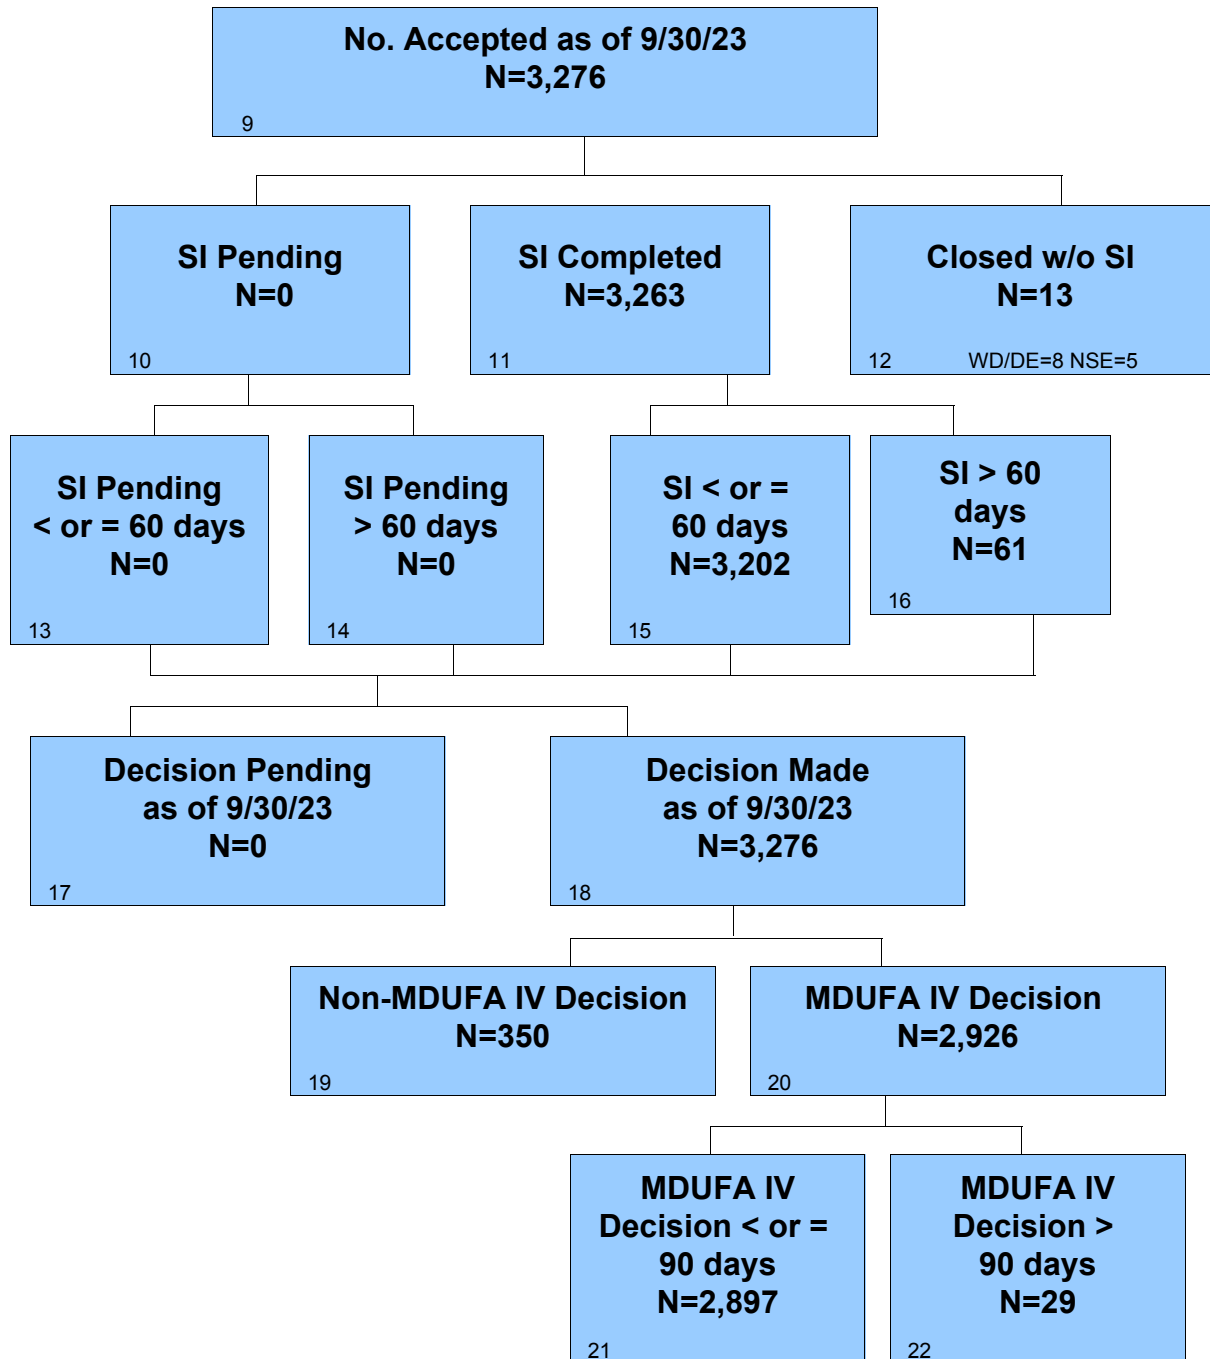 No. Accepted as of 9/30/23
N=3,276
9
SI Pending
N=0
10
SI Completed
N=3,263
11
Closed w/o SI
N=13
12 WD/DE=8 NSE=5
SI Pending
< or = 60 days
N=0
13
SI Pending
> 60 days
N=0
14
SI < or =
60 days
N=3,202
15
SI > 60
days
N=61
16
Decision Pending
as of 9/30/23
N=0
17
Decision Made
as of 9/30/23
N=3,276
18
Non-MDUFA IV Decision
N=350
19
MDUFA IV Decision
N=2,926
20
MDUFA IV
Decision < or =
90 days
N=2,897
21
MDUFA IV
Decision >
90 days
N=29
22